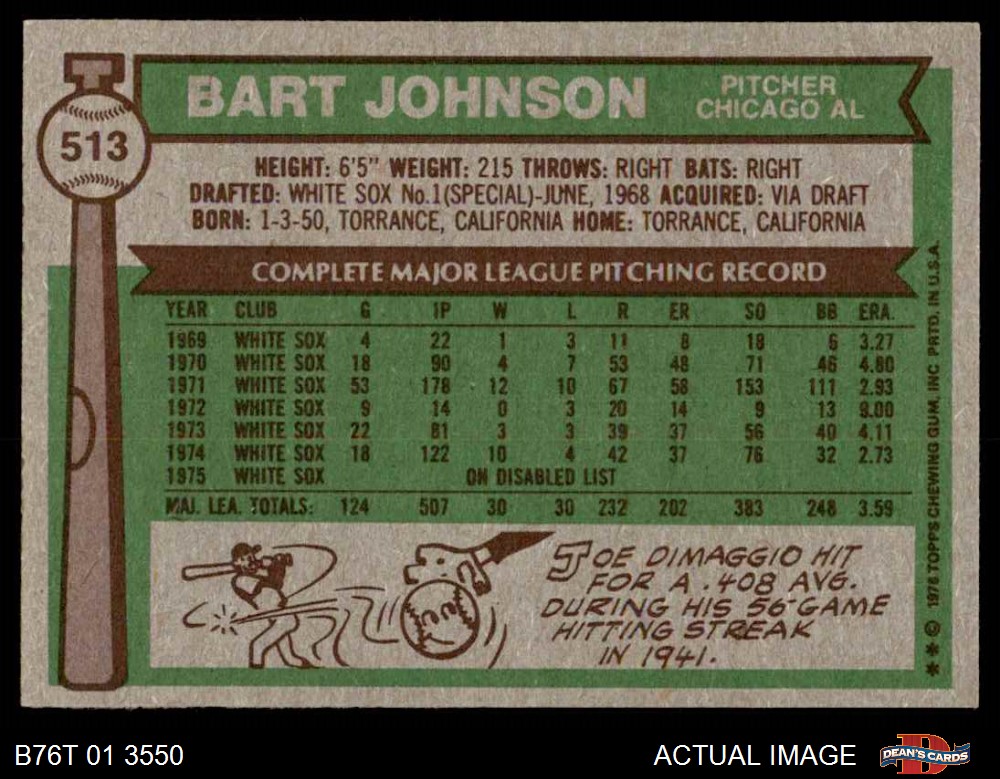 513
BART JOHNSON
PITCHER
CHICAGO AL
HEIGHT: 6'5" WEIGHT: 215 THROWS: RIGHT BATS: RIGHT
DRAFTED: WHITE SOX No.1(SPECIAL)-JUNE, 1968 ACQUIRED: VIA DRAFT
BORN: 1-3-50, TORRANCE, CALIFORNIA HOME: TORRANCE, CALIFORNIA
COMPLETE MAJOR LEAGUE PITCHING RECORD
YEAR CLUB G IP W L R ER SO BB ERA.
1969 WHITE SOX 4 22 1 3 11 8 18 6 3.27
1970 WHITE SOX 18 90 4 7 53 48 71 46 4.80
1971 WHITE SOX 53 178 12 10 67 58 153 111 2.93
1972 WHITE SOX 9 14 0 3 20 14 9 13 9.00
1973 WHITE SOX 22 81 3 3 39 37 56 40 4.11
1974 WHITE SOX 18 122 10 4 42 37 76 32 2.73
1975 WHITE SOX ON DISABLED LIST
MAJ. LEA. TOTALS: 124 507 30 30 232 202 383 248 3.59
JOE DIMAGGIO HIT
FOR A .408 AVG.
DURING HIS 56-GAME
HITTING STREAK
IN 1941.
** © 1976 TOPPS CHEWING GUM, INC. PRTD. IN U.S.A.
B76T 01 3550
ACTUAL IMAGE
D
DEAN'S CARDS